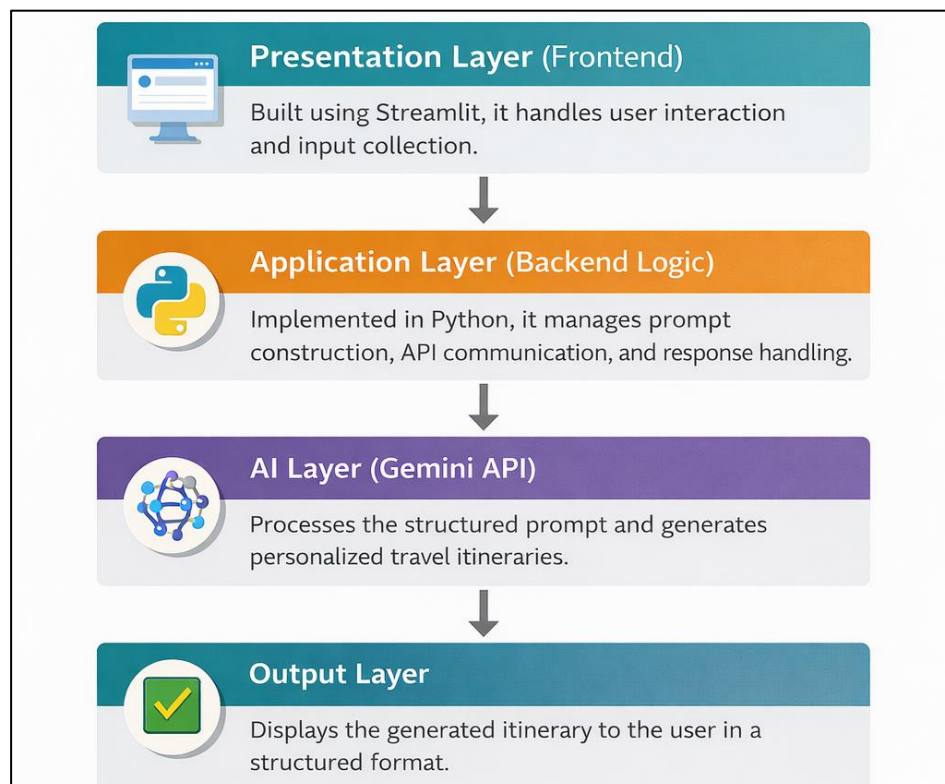 Presentation Layer (Frontend)
Built using Streamlit, it handles user interaction
and input collection.
Application Layer (Backend Logic)
Implemented in Python, it manages prompt
construction, API communication, and response handling.
AI Layer (Gemini API)
Processes the structured prompt and generates
personalized travel itineraries.
Output Layer
Displays the generated itinerary to the user in a
structured format.